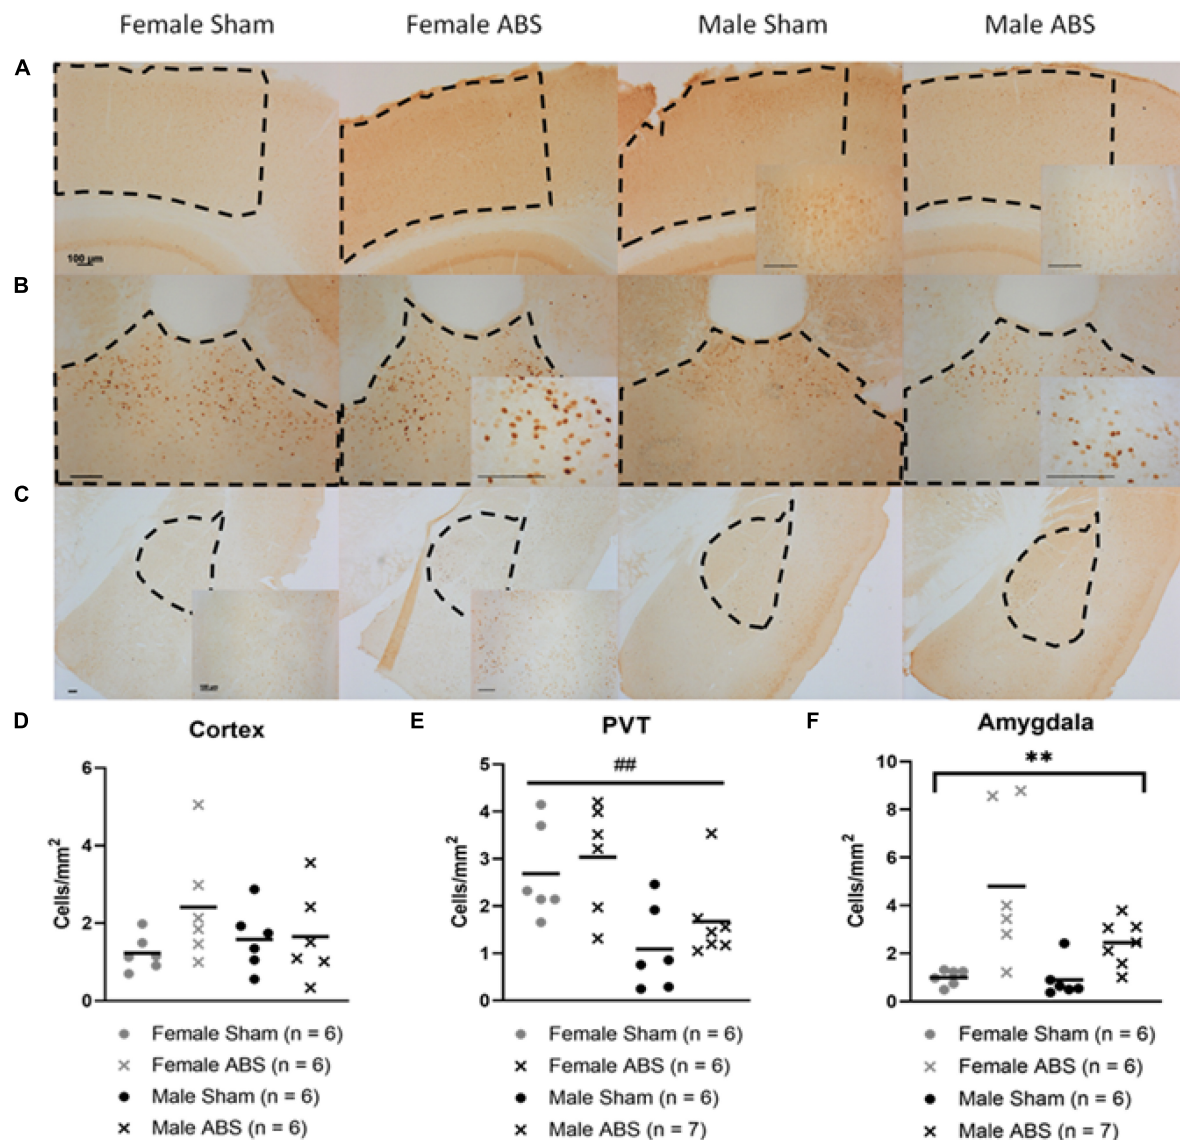 Female Sham Female ABS Male Sham Male ABS
A
100 µm
B
C
D Cortex
E PVT
F Amygdala
6
4
2
0
Cells/mm²
##
5
4
3
2
1
0
Cells/mm²
**
10
8
6
4
2
0
Cells/mm²
Female Sham (n = 6)
Female ABS (n = 6)
Male Sham (n = 6)
Male ABS (n = 6)
Female Sham (n = 6)
Female ABS (n = 6)
Male Sham (n = 6)
Male ABS (n = 7)
Female Sham (n = 6)
Female ABS (n = 6)
Male Sham (n = 6)
Male ABS (n = 7)